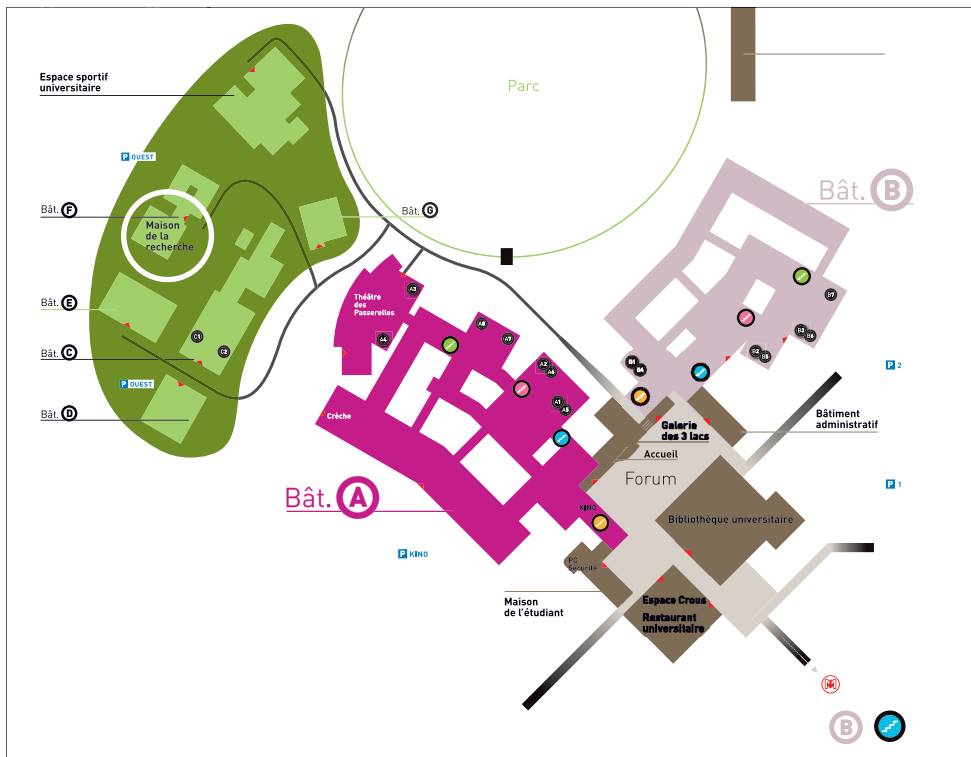 Parc
Espace sportif
universitaire
P OUEST
Bât. B
Bât. F
Bât. G
Maison
de la
recherche
B7
A3
Théâtre
des
Passerelles
Bât. E
A8
B3
B6
C1
A4
A7
Bât. C
C2
B2
B5
A2
A6
B1
B4
P 2
P OUEST
Bât. D
A1
A5
Crèche
Bâtiment
administratif
Galerie
des 3 lacs
Accueil
Forum
Bât. A
P 1
KINO
Bibliothèque universitaire
P KINO
PC
Sécurité
Maison
de l'étudiant
Espace Crous
Restaurant
universitaire
M
B